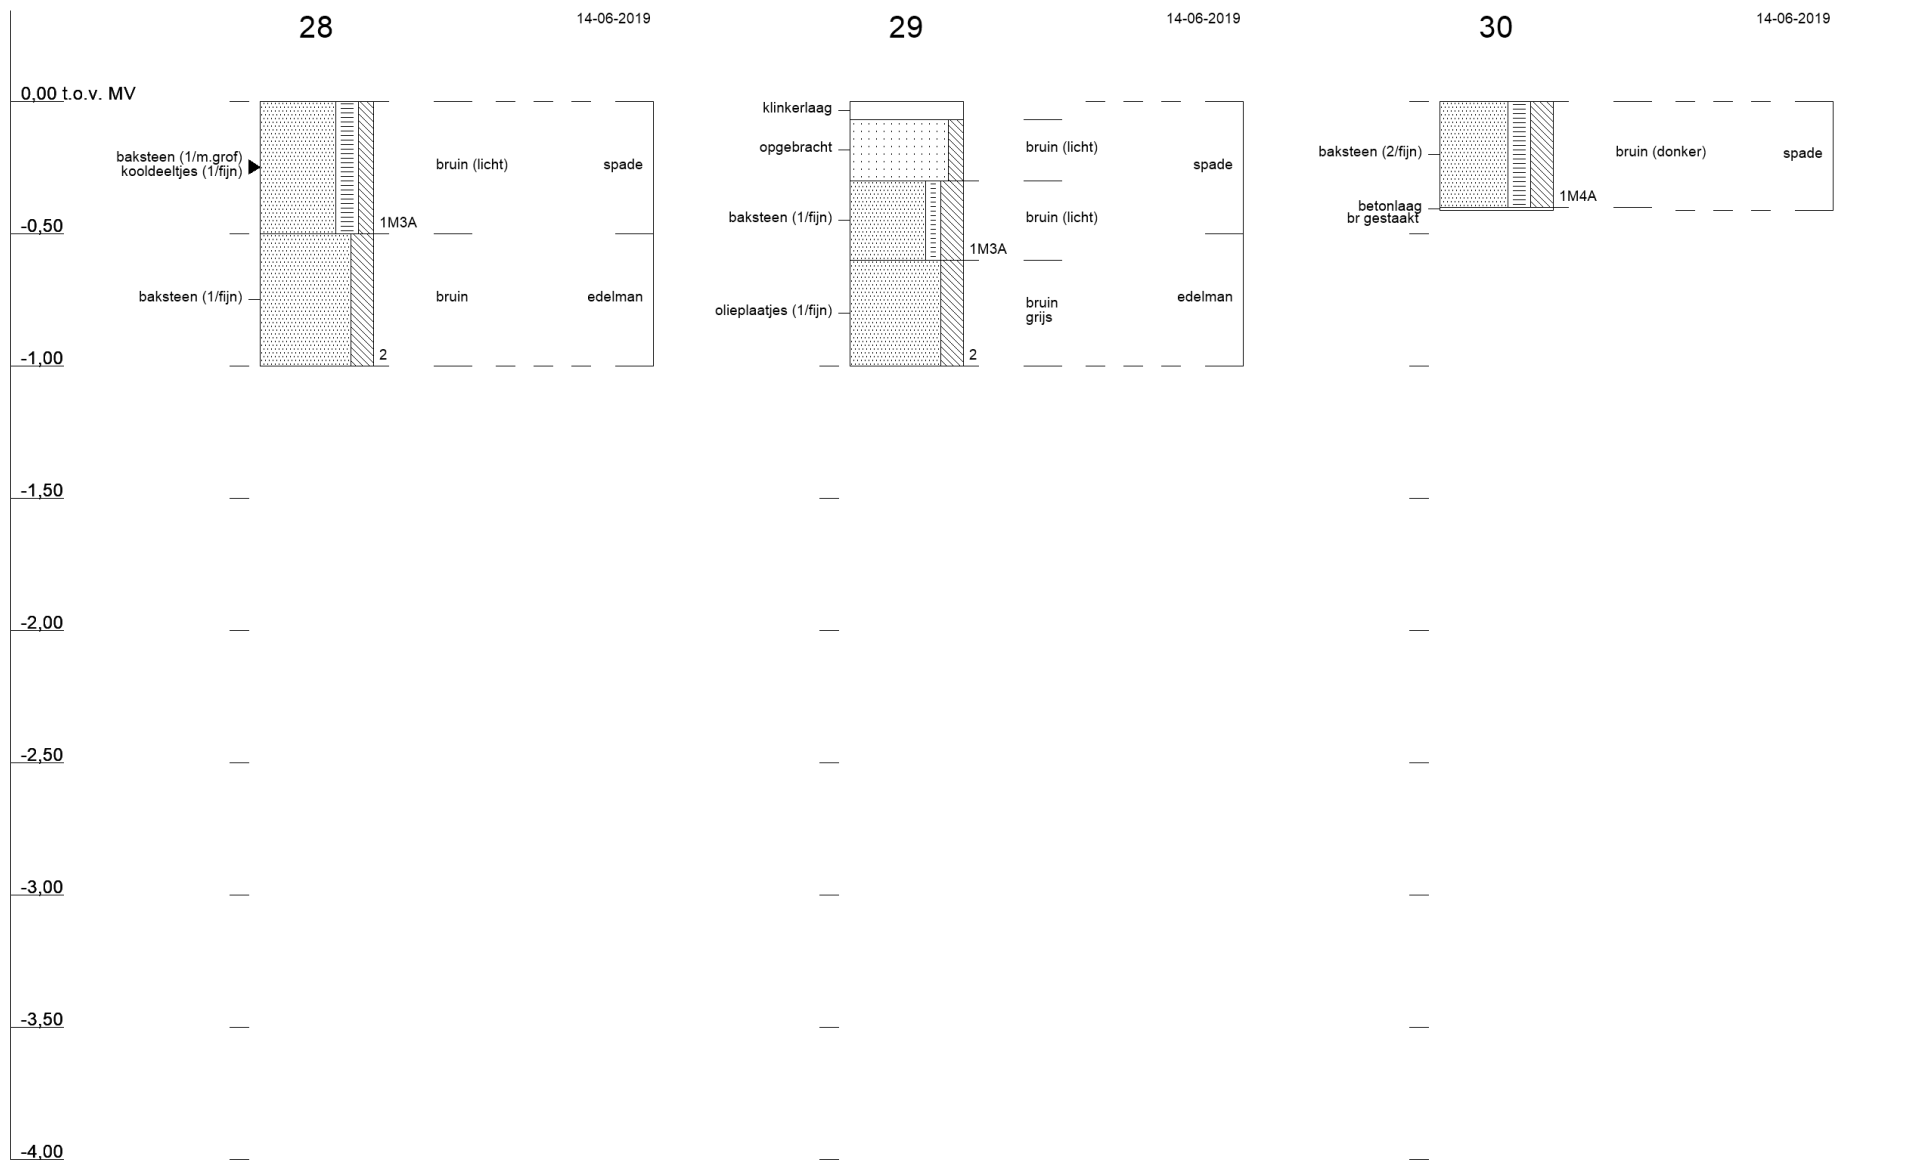 28
14-06-2019
29
14-06-2019
30
14-06-2019
0,00 t.o.v. MV
-0,50
-1,00
-1,50
-2,00
-2,50
-3,00
-3,50
-4,00
baksteen (1/m.grof)
kooldeeltjes (1/fijn)
bruin (licht)
spade
1M3A
baksteen (1/fijn)
bruin
edelman
2
klinkerlaag
opgebracht
bruin (licht)
spade
baksteen (1/fijn)
bruin (licht)
1M3A
olieplaatjes (1/fijn)
bruin
grijs
edelman
2
baksteen (2/fijn)
bruin (donker)
spade
1M4A
betonlaag
br gestaakt